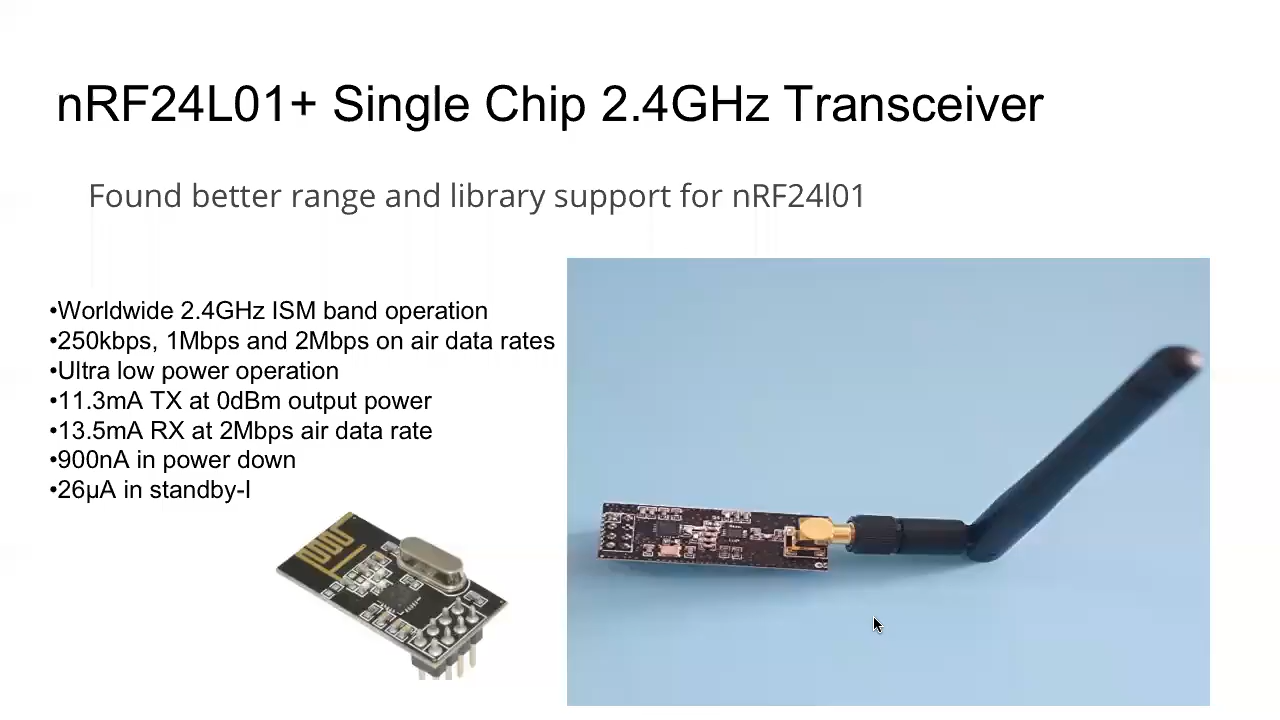 nRF24L01+ Single Chip 2.4GHz Transceiver
Found better range and library support for nRF24l01
•Worldwide 2.4GHz ISM band operation
•250kbps, 1Mbps and 2Mbps on air data rates
•Ultra low power operation
•11.3mA TX at 0dBm output power
•13.5mA RX at 2Mbps air data rate
•900nA in power down
•26µA in standby-I